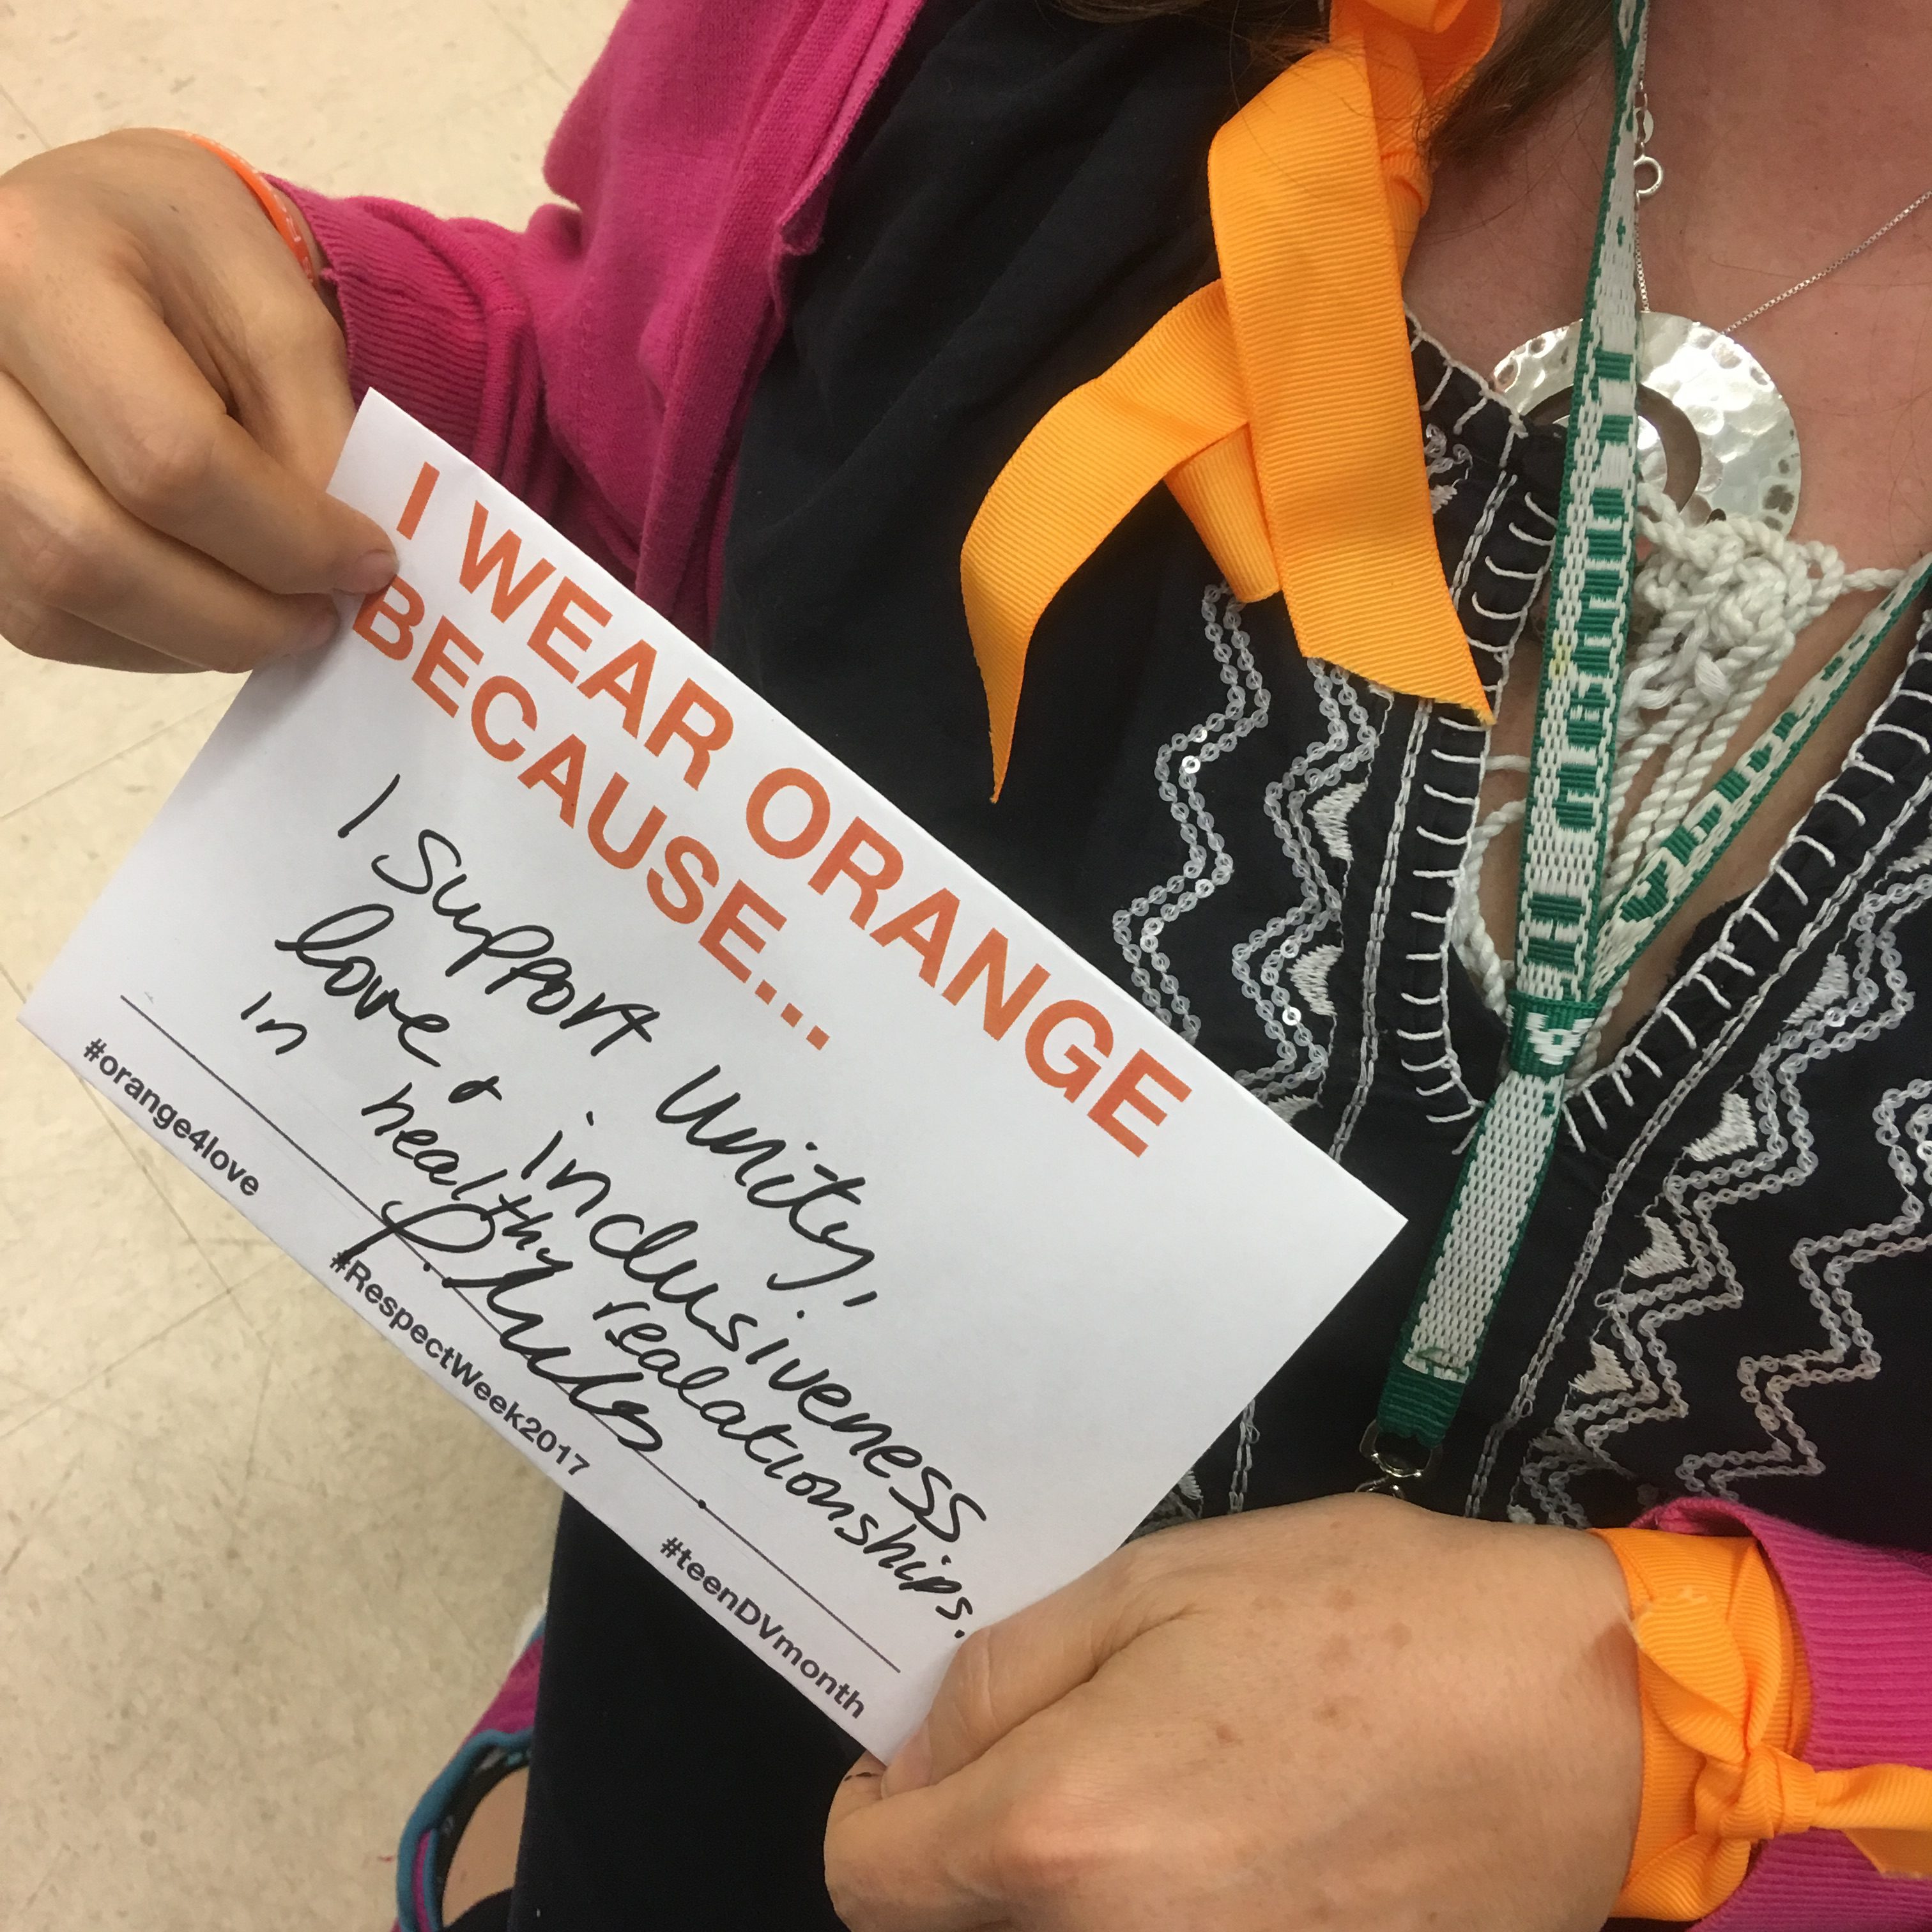 I WEAR ORANGE
BECAUSE...
I support Unity,
love & inclusiveness
in healthy realationships.
#orange4love
#RespectWeek2017
#teenDVmonth